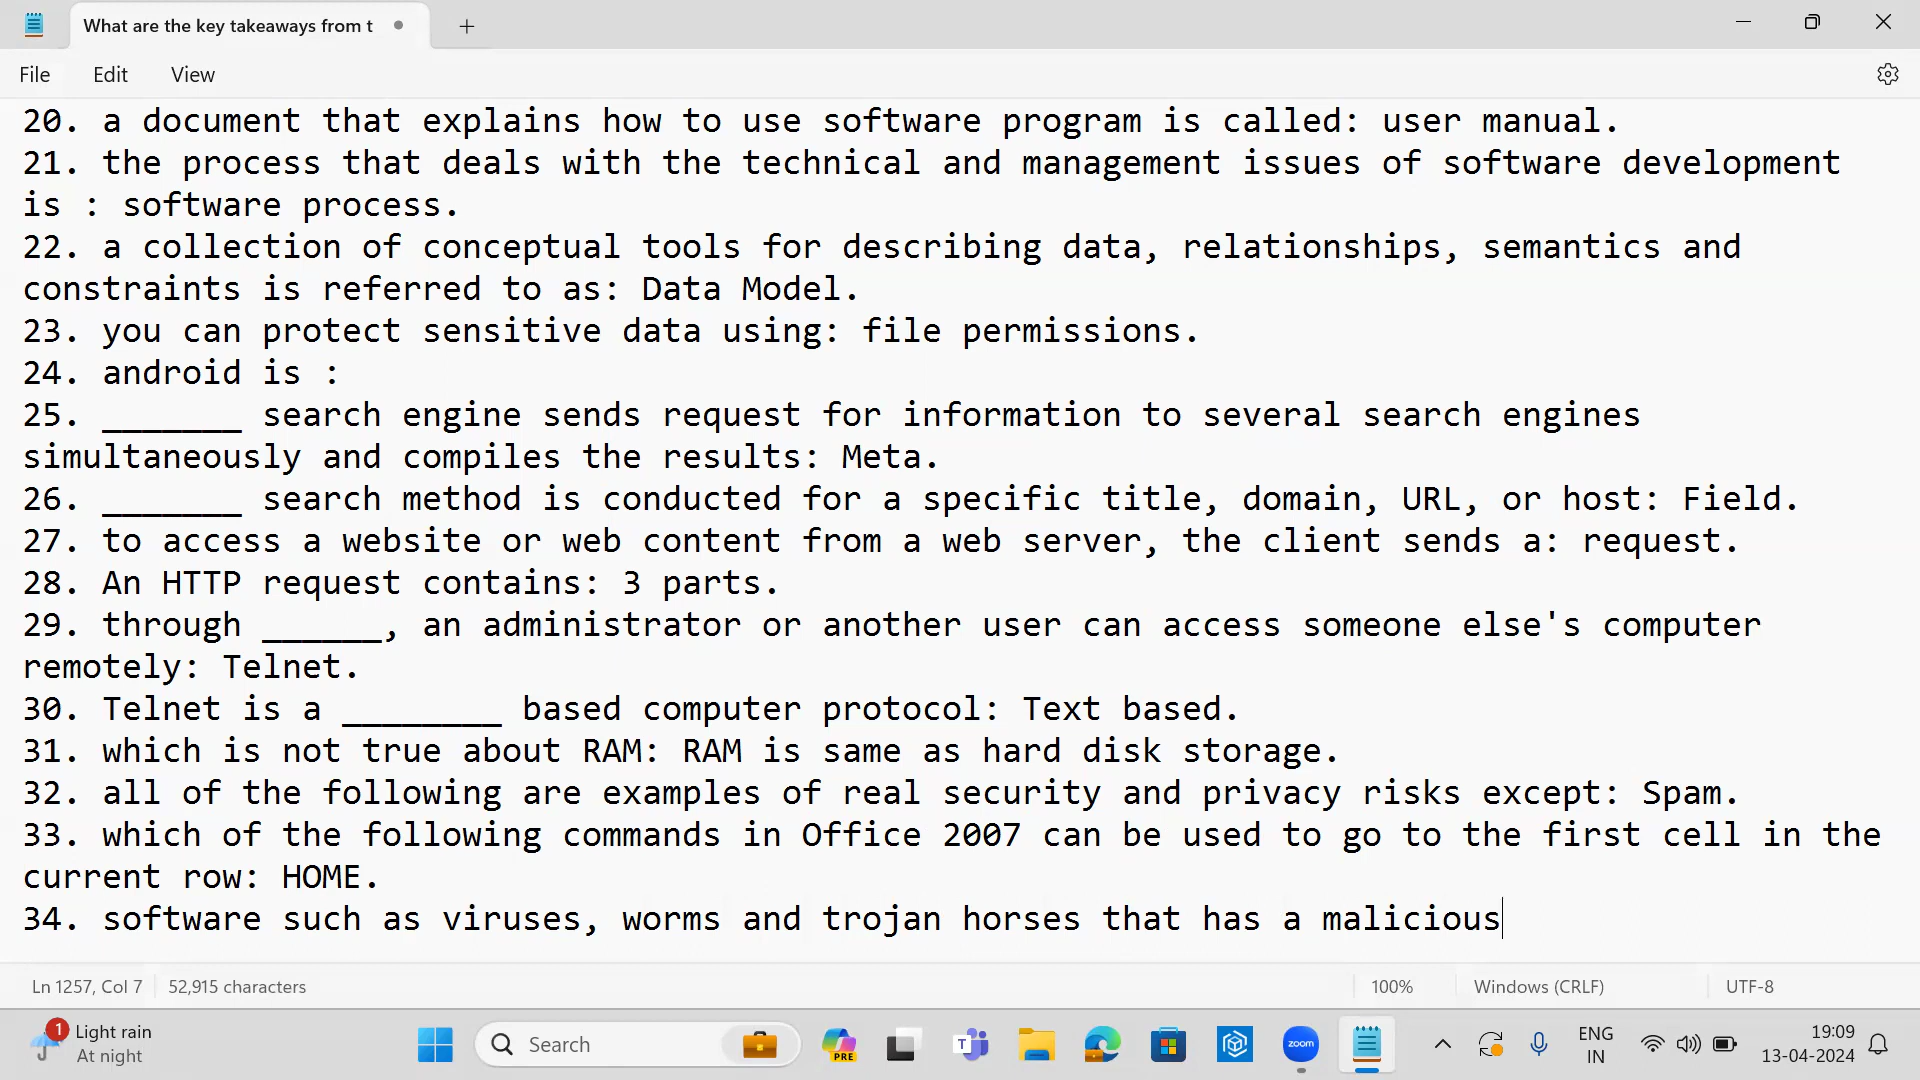 What are the key takeaways from t
File Edit View
20. a document that explains how to use software program is called: user manual.
21. the process that deals with the technical and management issues of software development
is : software process.
22. a collection of conceptual tools for describing data, relationships, semantics and
constraints is referred to as: Data Model.
23. you can protect sensitive data using: file permissions.
24. android is :
25. _______ search engine sends request for information to several search engines
simultaneously and compiles the results: Meta.
26. _______ search method is conducted for a specific title, domain, URL, or host: Field.
27. to access a website or web content from a web server, the client sends a: request.
28. An HTTP request contains: 3 parts.
29. through ______, an administrator or another user can access someone else's computer
remotely: Telnet.
30. Telnet is a ________ based computer protocol: Text based.
31. which is not true about RAM: RAM is same as hard disk storage.
32. all of the following are examples of real security and privacy risks except: Spam.
33. which of the following commands in Office 2007 can be used to go to the first cell in the
current row: HOME.
34. software such as viruses, worms and trojan horses that has a malicious
Ln 1257, Col 7 52,915 characters 100% Windows (CRLF) UTF-8
1 Light rain
At night
Search
PRE
T
zoom
ENG
IN
19:09
13-04-2024